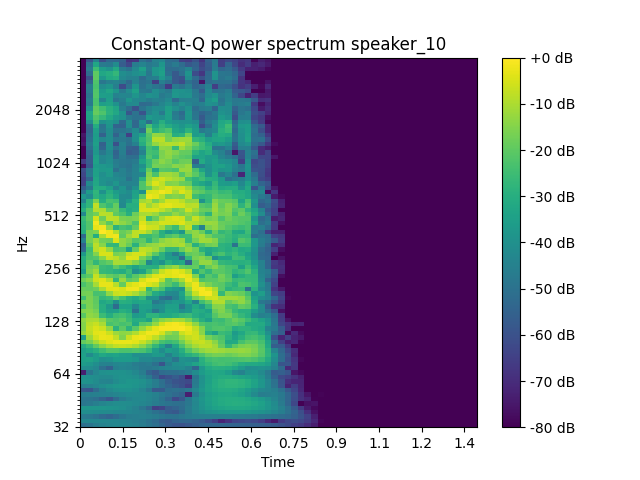 Constant-Q power spectrum speaker_10
Hz
2048
1024
512
256
128
64
32
0 0.15 0.3 0.45 0.6 0.75 0.9 1.1 1.2 1.4
Time
+0 dB
-10 dB
-20 dB
-30 dB
-40 dB
-50 dB
-60 dB
-70 dB
-80 dB